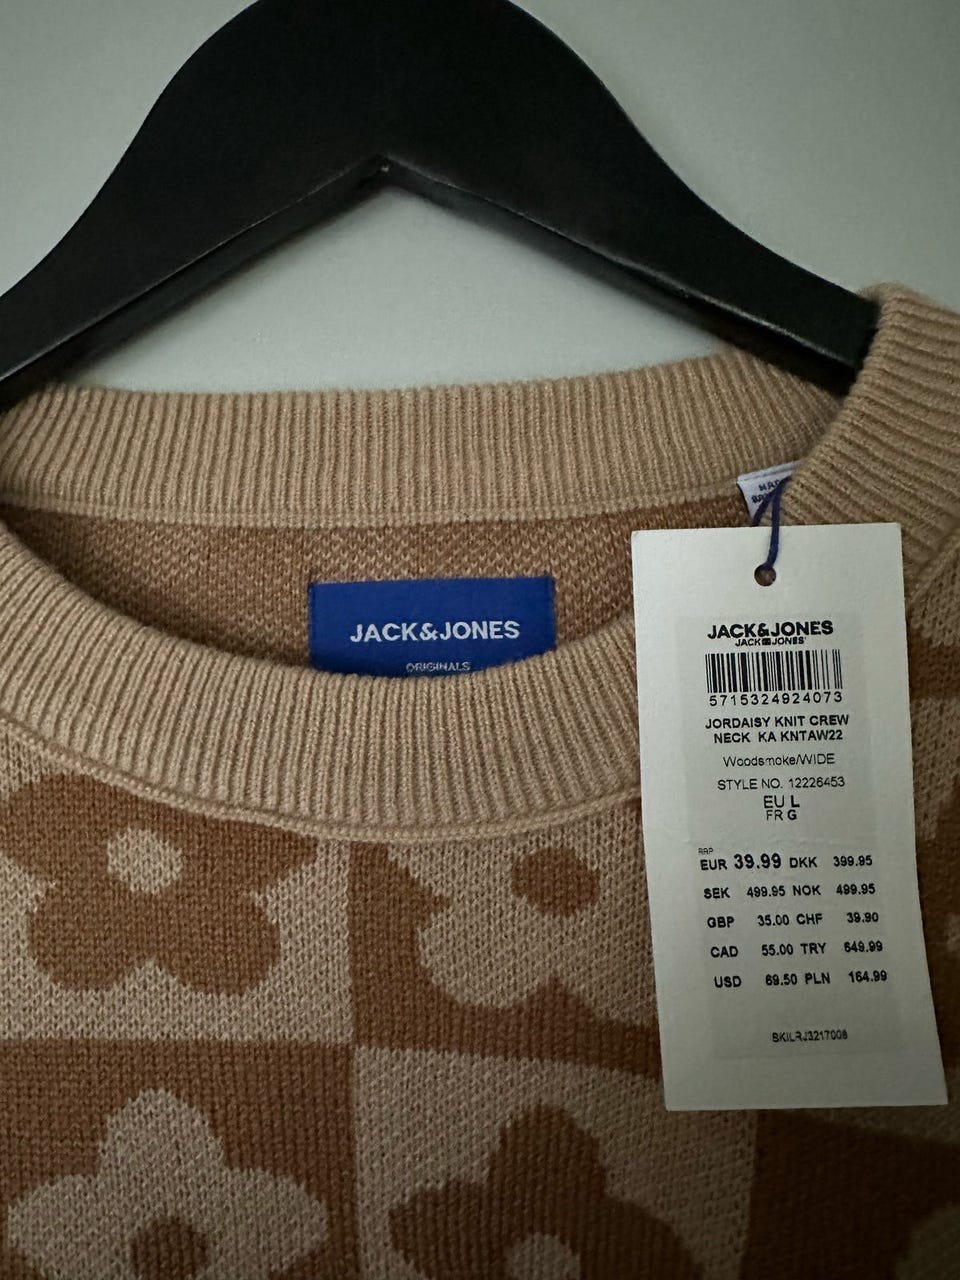 JACK&JONES
ORIGINALS
JACK&JONES
JACK&JONES
5715324924073
JORDAISY KNIT CREW
NECK KA KNTAW22
Woodsmoke/WIDE
STYLE NO. 12226453
EU L
FR G
RRP
EUR 39.99 DKK 399.95
SEK 499.95 NOK 499.95
GBP 35.00 CHF 39.90
CAD 55.00 TRY 649.99
USD 69.50 PLN 164.99